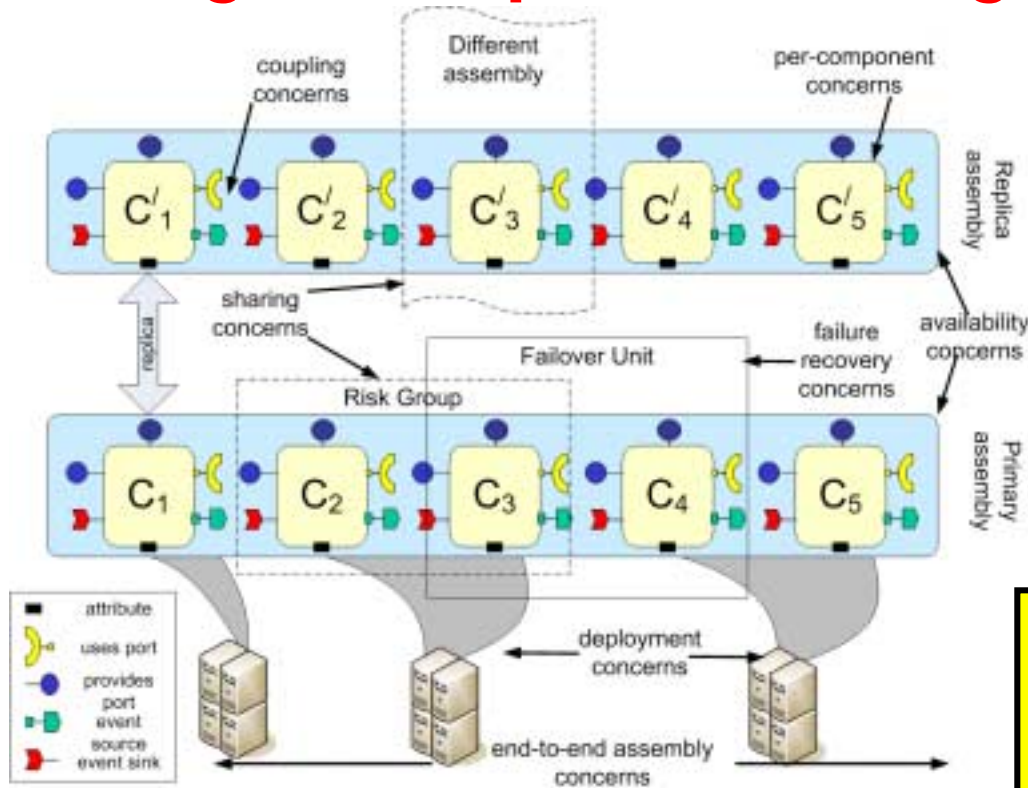 Different
assembly
coupling
concerns
per-component
concerns
C′1
C′2
C′3
C′4
C′5
Replica
assembly
replica
sharing
concerns
Failover Unit
failure
recovery
concerns
availability
concerns
Risk Group
C1
C2
C3
C4
C5
Primary
assembly
attribute
uses port
provides
port
event
source
event sink
deployment
concerns
end-to-end assembly
concerns